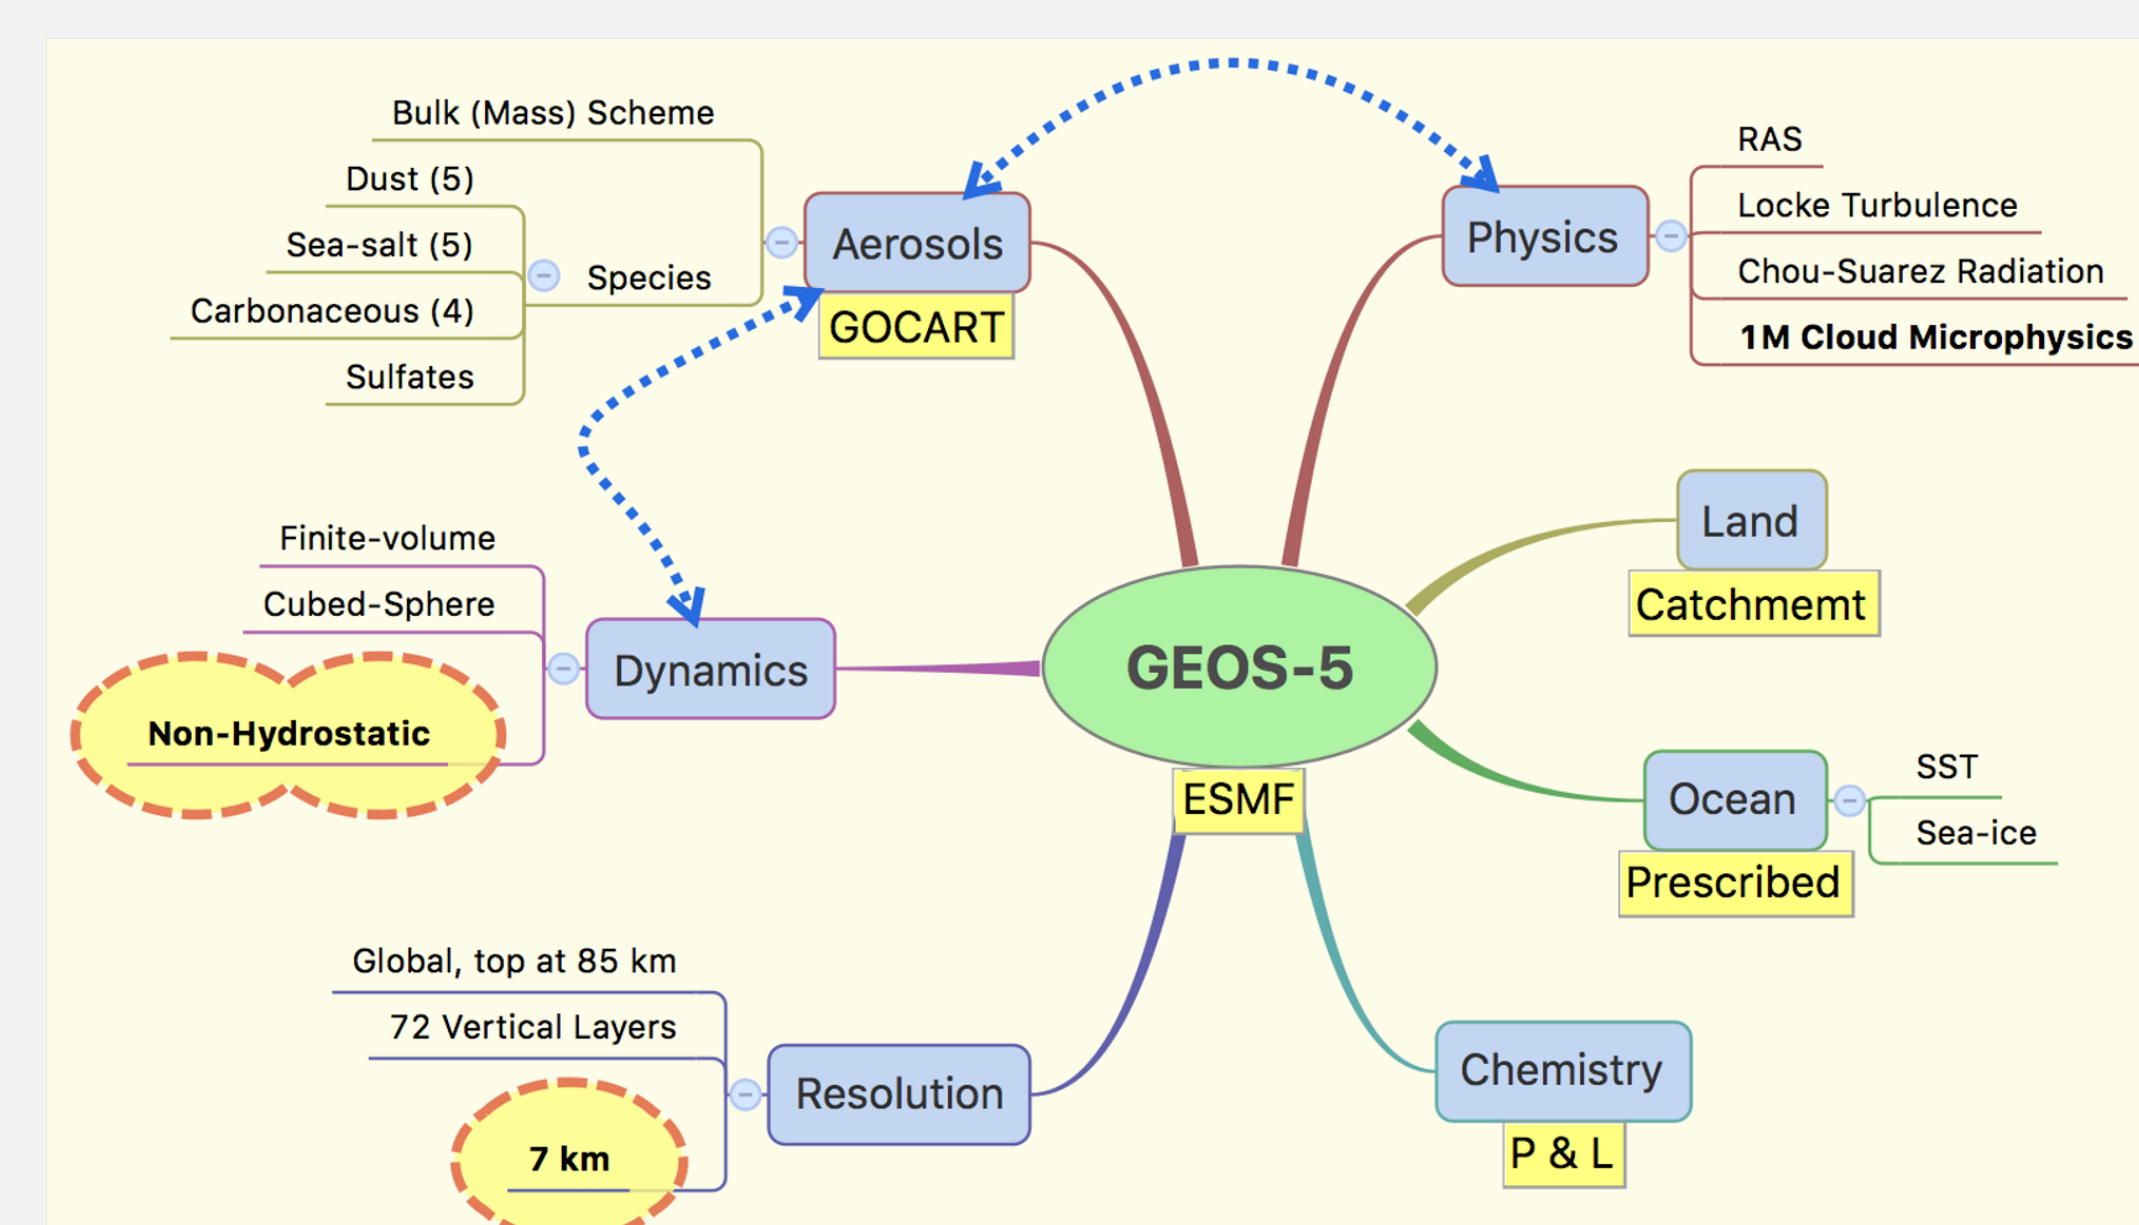 Bulk (Mass) Scheme
Dust (5)
Sea-salt (5)
Species
Carbonaceous (4)
Sulfates
Aerosols
GOCART
Physics
RAS
Locke Turbulence
Chou-Suarez Radiation
1M Cloud Microphysics
Land
Catchmemt
Finite-volume
Cubed-Sphere
Non-Hydrostatic
Dynamics
GEOS-5
ESMF
Ocean
Prescribed
SST
Sea-ice
Global, top at 85 km
72 Vertical Layers
7 km
Resolution
Chemistry
P & L